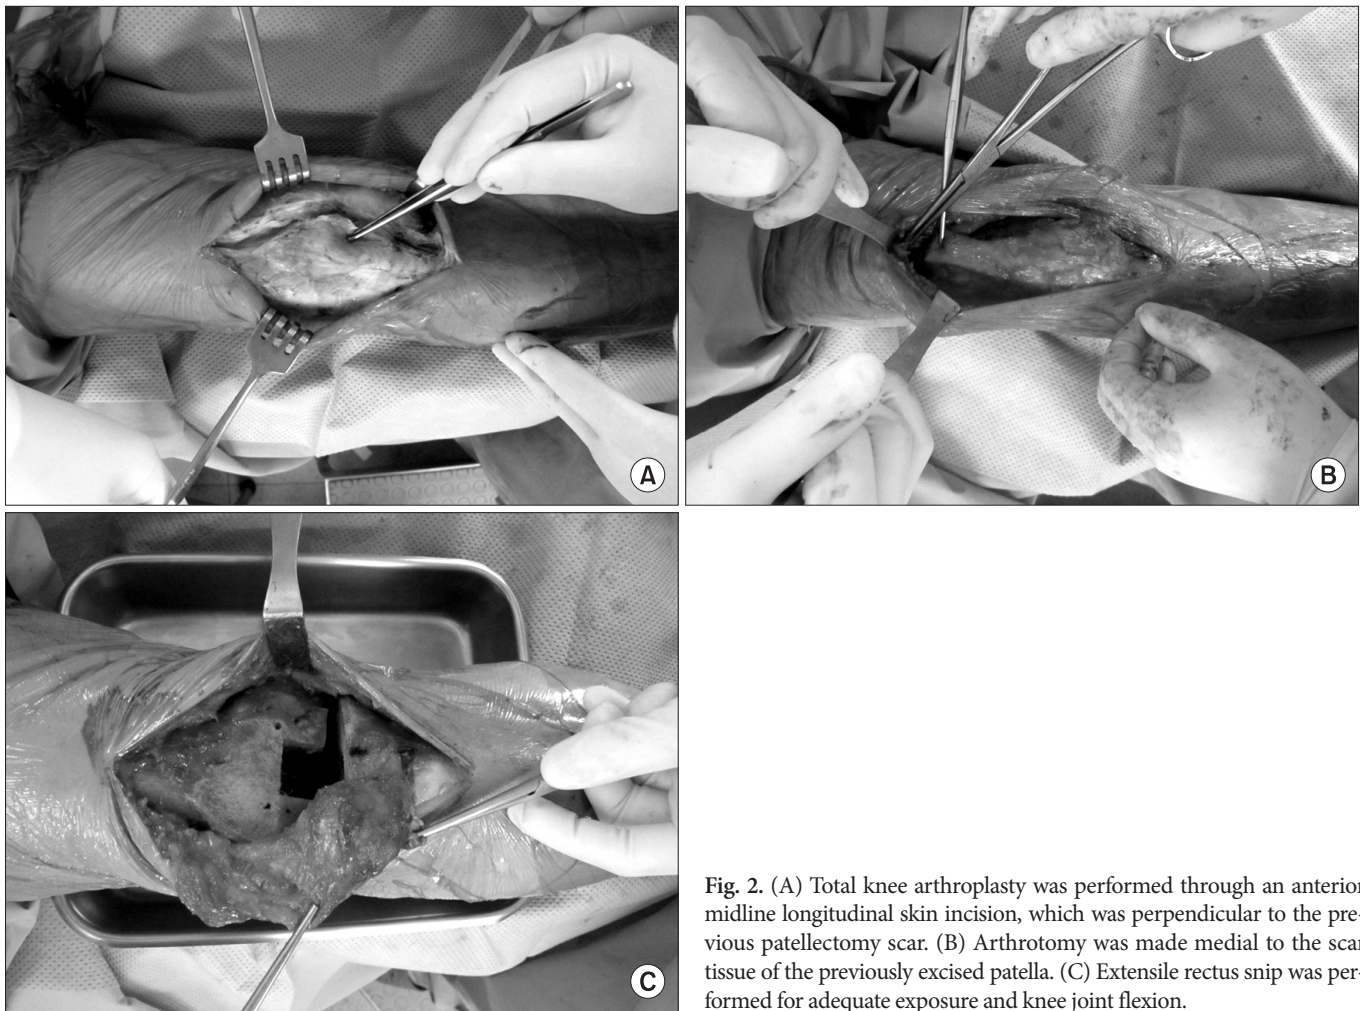 A
B
C
Fig. 2. (A) Total knee arthroplasty was performed through an anterior
midline longitudinal skin incision, which was perpendicular to the pre-
vious patellectomy scar. (B) Arthrotomy was made medial to the scar
tissue of the previously excised patella. (C) Extensile rectus snip was per-
formed for adequate exposure and knee joint flexion.